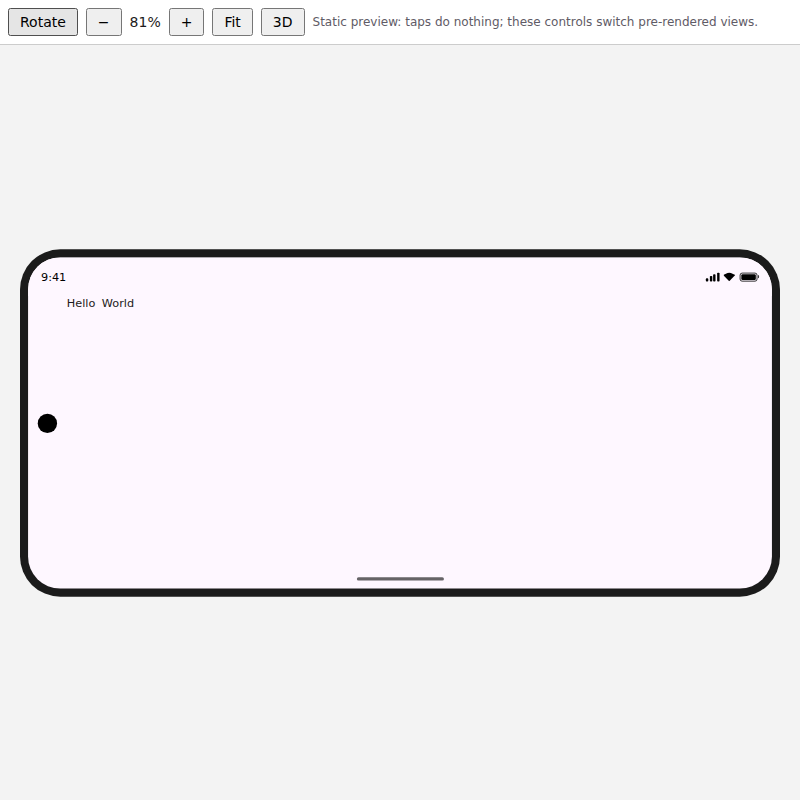 Rotate − 81% + Fit 3D Static preview: taps do nothing; these controls switch pre-rendered views.
9:41
Hello World